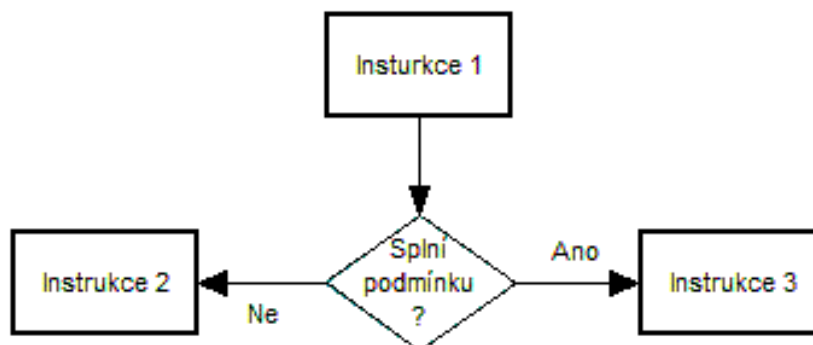 Insturkce 1
Splní
podmínku
?
Ano
Ne
Instrukce 2
Instrukce 3